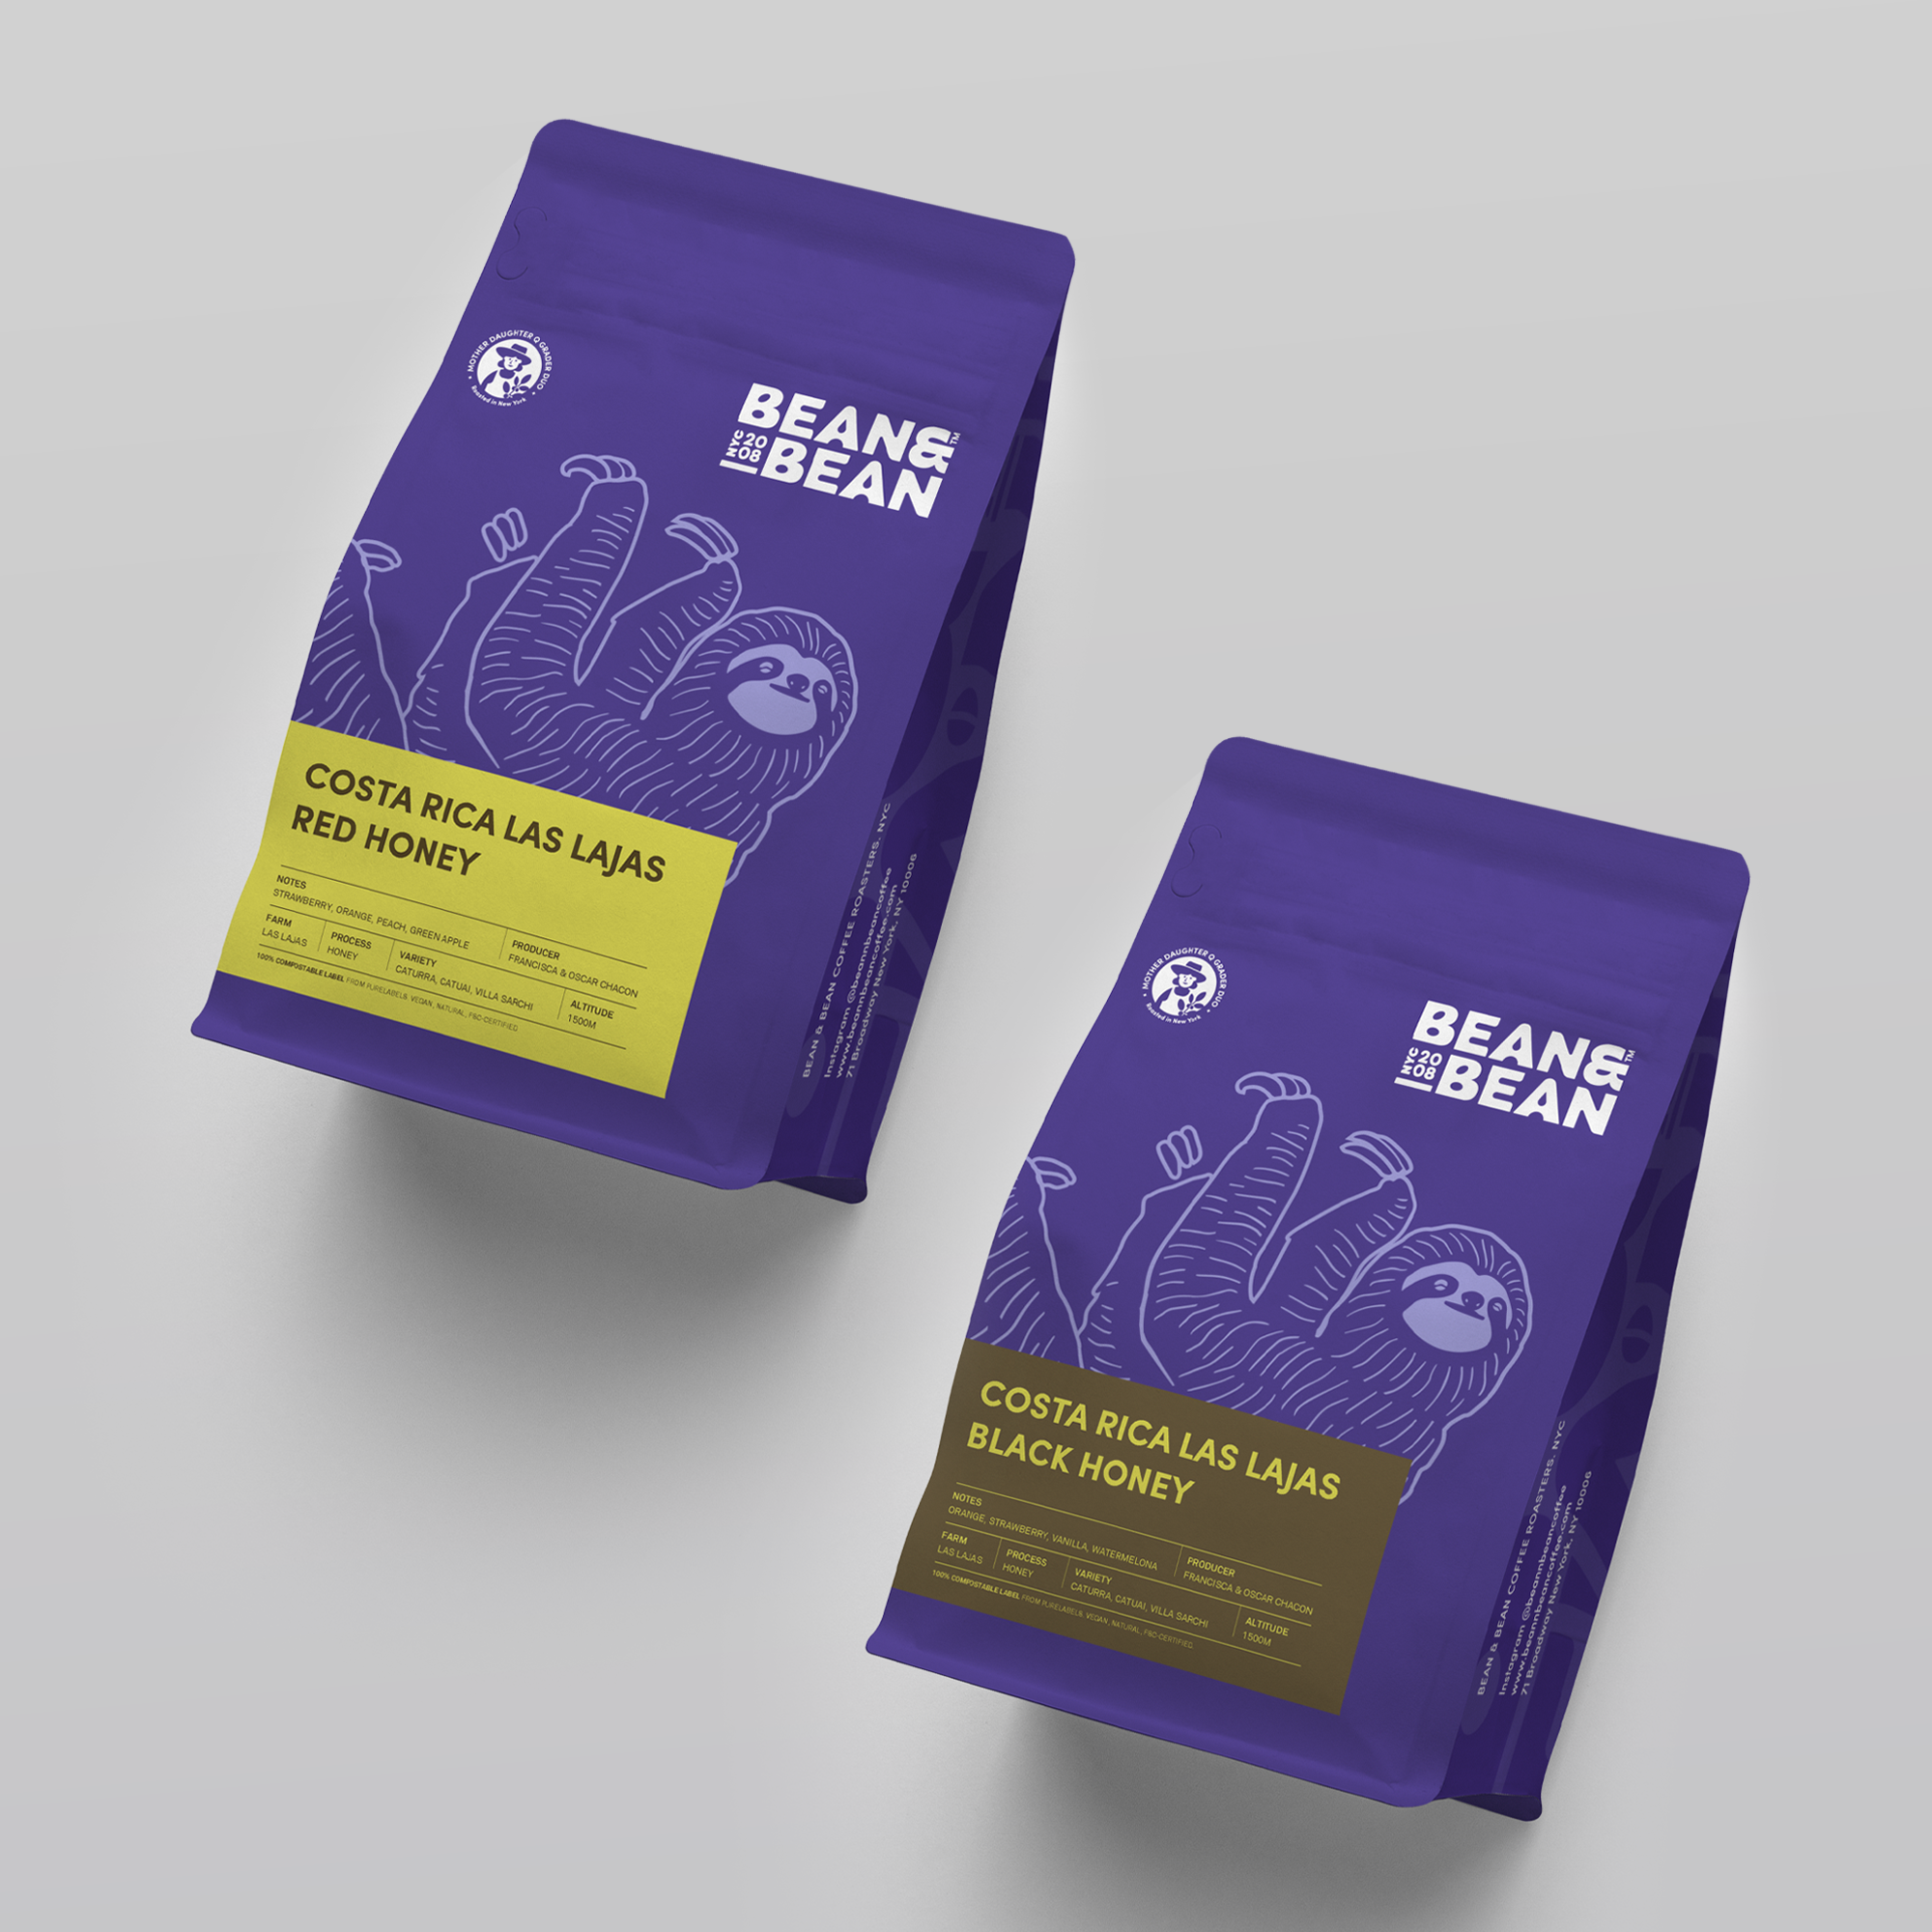 MOTHER DAUGHTER Q GRADER DUO
Roasted in New York
BEAN&™
NYC 2008 BEAN
COSTA RICA LAS LAJAS
RED HONEY
NOTES
STRAWBERRY, ORANGE, PEACH, GREEN APPLE
PRODUCER
FRANCISCA & OSCAR CHACON
FARM
LAS LAJAS
PROCESS
HONEY
VARIETY
CATURRA, CATUAI, VILLA SARCHI
ALTITUDE
1500M
100% COMPOSTABLE LABEL FROM PURELABELS. VEGAN, NATURAL, FSC-CERTIFIED
BEAN & BEAN COFFEE ROASTERS. NYC
Instagram @beannbeancoffee
www.beannbeancoffee.com
71 Broadway New York, NY 10006
MOTHER DAUGHTER Q GRADER DUO
Roasted in New York
BEAN&™
NYC 2008 BEAN
COSTA RICA LAS LAJAS
BLACK HONEY
NOTES
ORANGE, STRAWBERRY, VANILLA, WATERMELONA
PRODUCER
FRANCISCA & OSCAR CHACON
FARM
LAS LAJAS
PROCESS
HONEY
VARIETY
CATURRA, CATUAI, VILLA SARCHI
ALTITUDE
1500M
100% COMPOSTABLE LABEL FROM PURELABELS. VEGAN, NATURAL, FSC-CERTIFIED.
BEAN & BEAN COFFEE ROASTERS. NYC
Instagram @beannbeancoffee
www.beannbeancoffee.com
71 Broadway New York, NY 10006